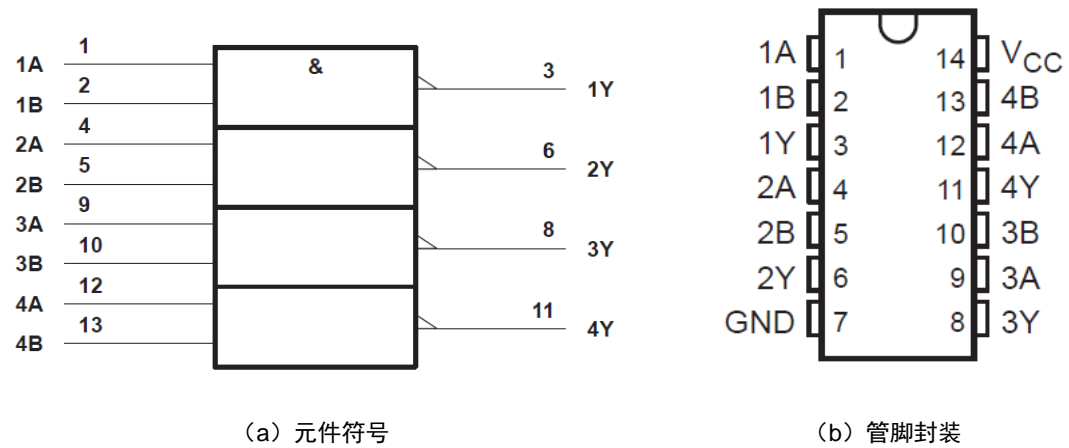 1A 1
1B 2
2A 4
2B 5
3A 9
3B 10
4A 12
4B 13
&
3 1Y
6 2Y
8 3Y
11 4Y
1A 1 14 VCC
1B 2 13 4B
1Y 3 12 4A
2A 4 11 4Y
2B 5 10 3B
2Y 6 9 3A
GND 7 8 3Y
（a）元件符号
（b）管脚封装